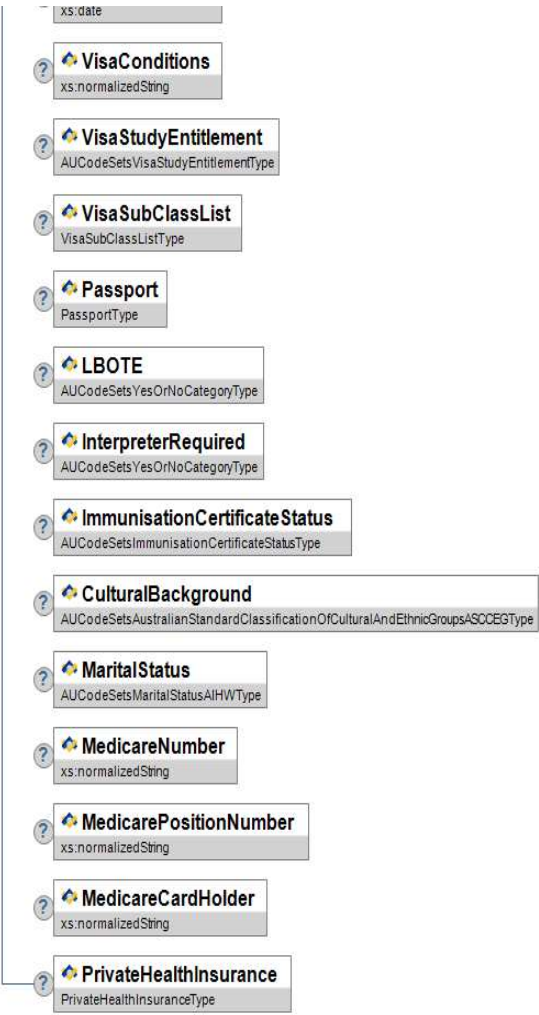 xs:date
? VisaConditions
xs:normalizedString
? VisaStudyEntitlement
AUCodeSetsVisaStudyEntitlementType
? VisaSubClassList
VisaSubClassListType
? Passport
PassportType
? LBOTE
AUCodeSetsYesOrNoCategoryType
? InterpreterRequired
AUCodeSetsYesOrNoCategoryType
? ImmunisationCertificateStatus
AUCodeSetsImmunisationCertificateStatusType
? CulturalBackground
AUCodeSetsAustralianStandardClassificationOfCulturalAndEthnicGroupsASCCEGType
? MaritalStatus
AUCodeSetsMaritalStatusAIHWType
? MedicareNumber
xs:normalizedString
? MedicarePositionNumber
xs:normalizedString
? MedicareCardHolder
xs:normalizedString
? PrivateHealthInsurance
PrivateHealthInsuranceType